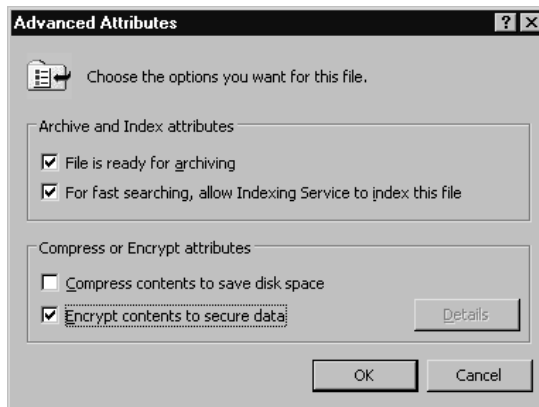 Advanced Attributes
Choose the options you want for this file.
Archive and Index attributes
File is ready for archiving
For fast searching, allow Indexing Service to index this file
Compress or Encrypt attributes
Compress contents to save disk space
Encrypt contents to secure data
Details
OK Cancel